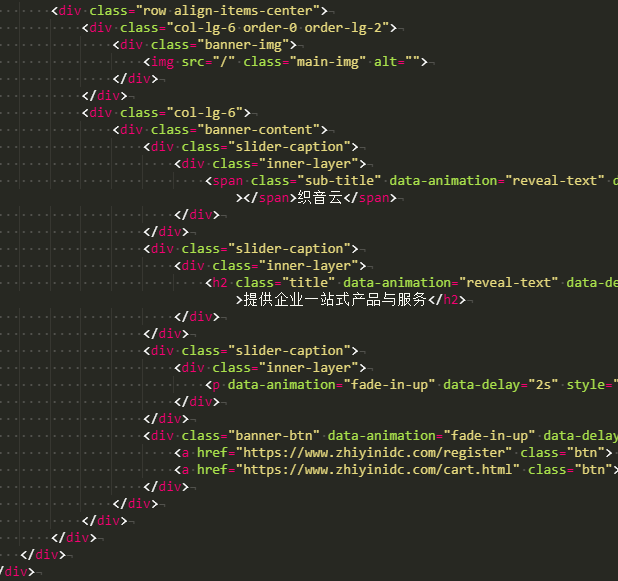 <div class="row align-items-center">
<div class="col-lg-6 order-0 order-lg-2">
<div class="banner-img">
<img src="/" class="main-img" alt="">
</div>
</div>
<div class="col-lg-6">
<div class="banner-content">
<div class="slider-caption">
<div class="inner-layer">
<span class="sub-title" data-animation="reveal-text" d
></span>织音云</span>
</div>
</div>
<div class="slider-caption">
<div class="inner-layer">
<h2 class="title" data-animation="reveal-text" data-de
>提供企业一站式产品与服务</h2>
</div>
</div>
<div class="slider-caption">
<div class="inner-layer">
<p data-animation="fade-in-up" data-delay="2s" style="
</div>
</div>
<div class="banner-btn" data-animation="fade-in-up" data-delay
<a href="https://www.zhiyinidc.com/register" class="btn">
<a href="https://www.zhiyinidc.com/cart.html" class="btn">
</div>
</div>
</div>
</div>
</div>
/div>